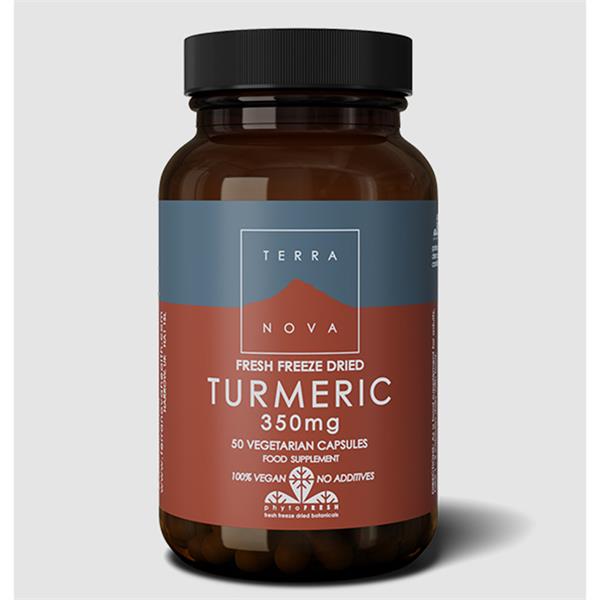 TERRA
NOVA
FRESH FREEZE DRIED
TURMERIC
350mg
50 VEGETARIAN CAPSULES
FOOD SUPPLEMENT
100% VEGAN NO ADDITIVES
phytoFRESH
fresh freeze dried botanicals